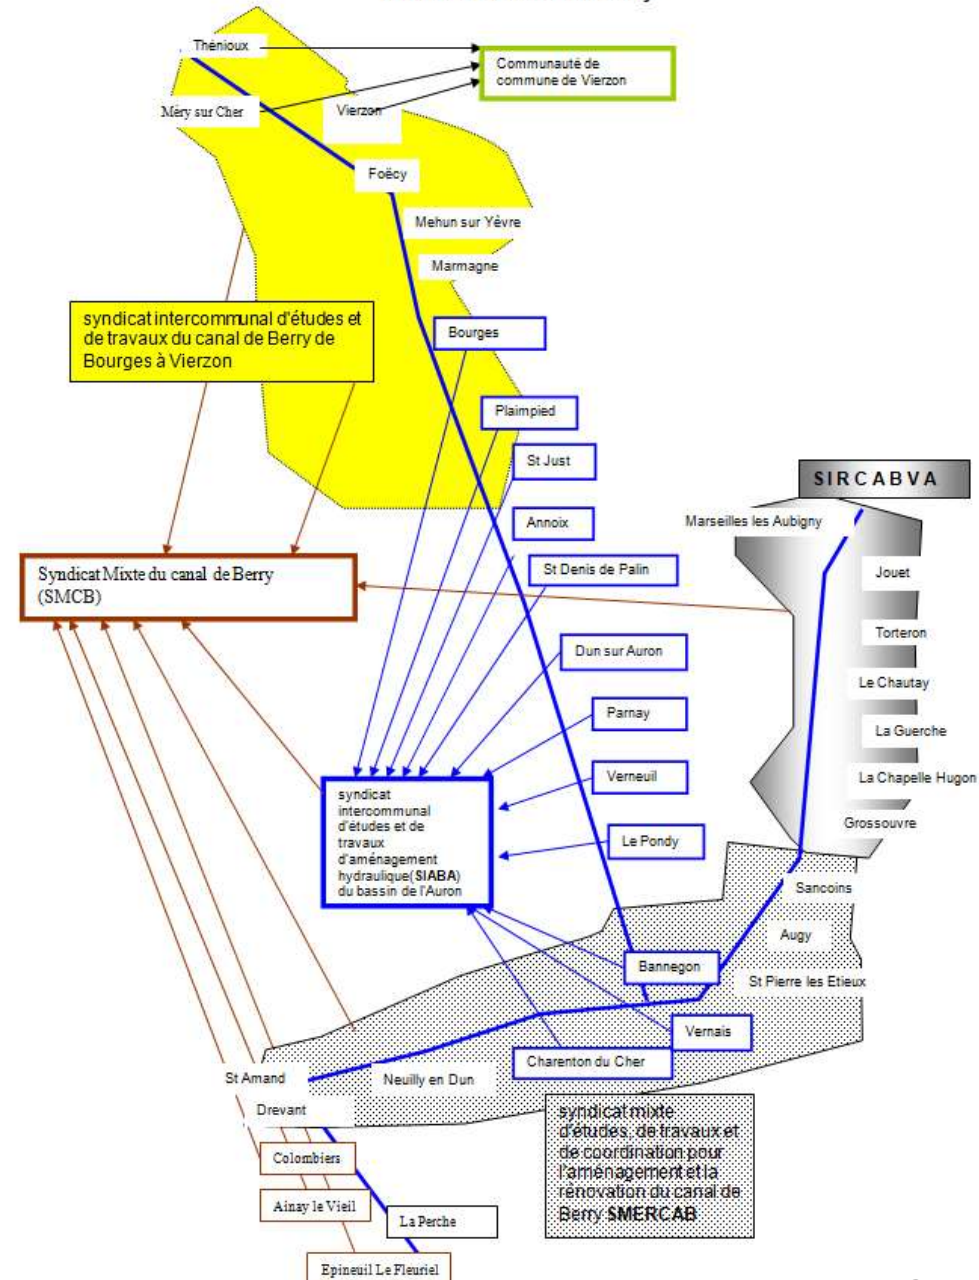 Thénioux
Communauté de
commune de Vierzon
Méry sur Cher
Vierzon
Foëcy
Mehun sur Yèvre
Marmagne
syndicat intercommunal d'études et
de travaux du canal de Berry de
Bourges à Vierzon
Bourges
Plaimpied
St Just
SIRCABVA
Annoix
Marseilles les Aubigny
St Denis de Palin
Jouet
Syndicat Mixte du canal de Berry
(SMCB)
Torteron
Dun sur Auron
Le Chautay
Parnay
La Guerche
Verneuil
La Chapelle Hugon
syndicat
intercommunal
d'études et de
travaux
d'aménagement
hydraulique(SIABA)
du bassin de l'Auron
Grossouvre
Le Pondy
Sancoins
Augy
Bannegon
St Pierre les Etieux
Vernais
Charenton du Cher
St Amand
Neuilly en Dun
Drevant
syndicat mixte
d'études, de travaux et
de coordination pour
l'aménagement et la
rénovation du canal de
Berry SMERCAB
Colombiers
Ainay le Vieil
La Perche
Epineuil Le Fleuriel